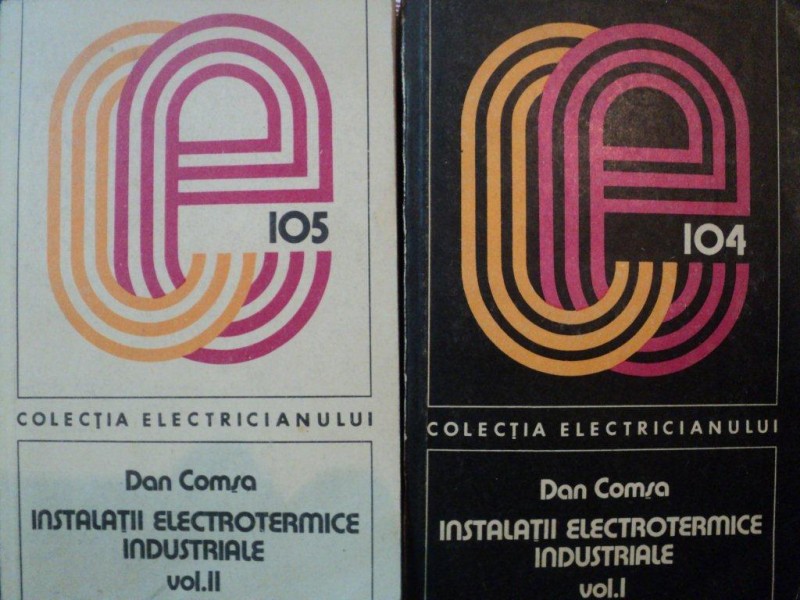 105
COLECȚIA ELECTRICIANULUI
Dan Comșa
INSTALAȚII ELECTROTERMICE
INDUSTRIALE
vol.II
104
COLECȚIA ELECTRICIANULUI
Dan Comșa
INSTALAȚII ELECTROTERMICE
INDUSTRIALE
vol.I